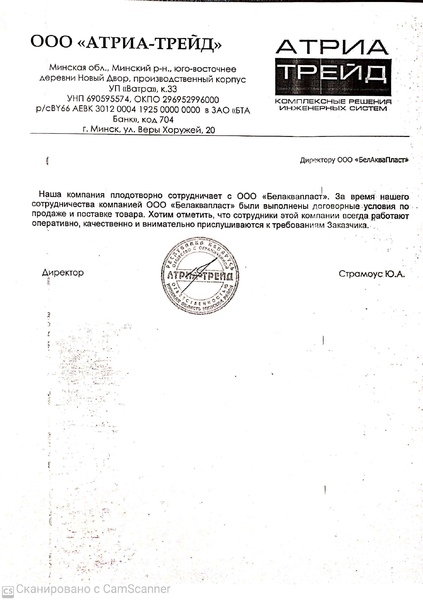 ООО «АТРИА-ТРЕЙД»
Минская обл., Минский р-н., юго-восточнее
деревни Новый Двор, производственный корпус
УП «Ватра», к.33
УНП 690595574, ОКПО 296952996000
р/сBY66 AEBK 3012 0004 1925 0000 0000 в ЗАО «БТА
Банк», код 704
г. Минск, ул. Веры Хоружей, 20
АТРИА
ТРЕЙД
КОМПЛЕКСНЫЕ РЕШЕНИЯ
ИНЖЕНЕРНЫХ СИСТЕМ
Директору ООО «БелАкваПласт»
Наша компания плодотворно сотрудничает с ООО «Белаквапласт». За время нашего
сотрудничества компанией ООО «Белаквапласт» были выполнены договорные условия по
продаже и поставке товара. Хотим отметить, что сотрудники этой компании всегда работают
оперативно, качественно и внимательно прислушиваются к требованиям Заказчика.
Директор
Страмоус Ю.А.
РЕСПУБЛИКА БЕЛАРУСЬ
АТРИА-ТРЕЙД
ОТВЕТСТВЕННОСТЬЮ
CS Сканировано с CamScanner